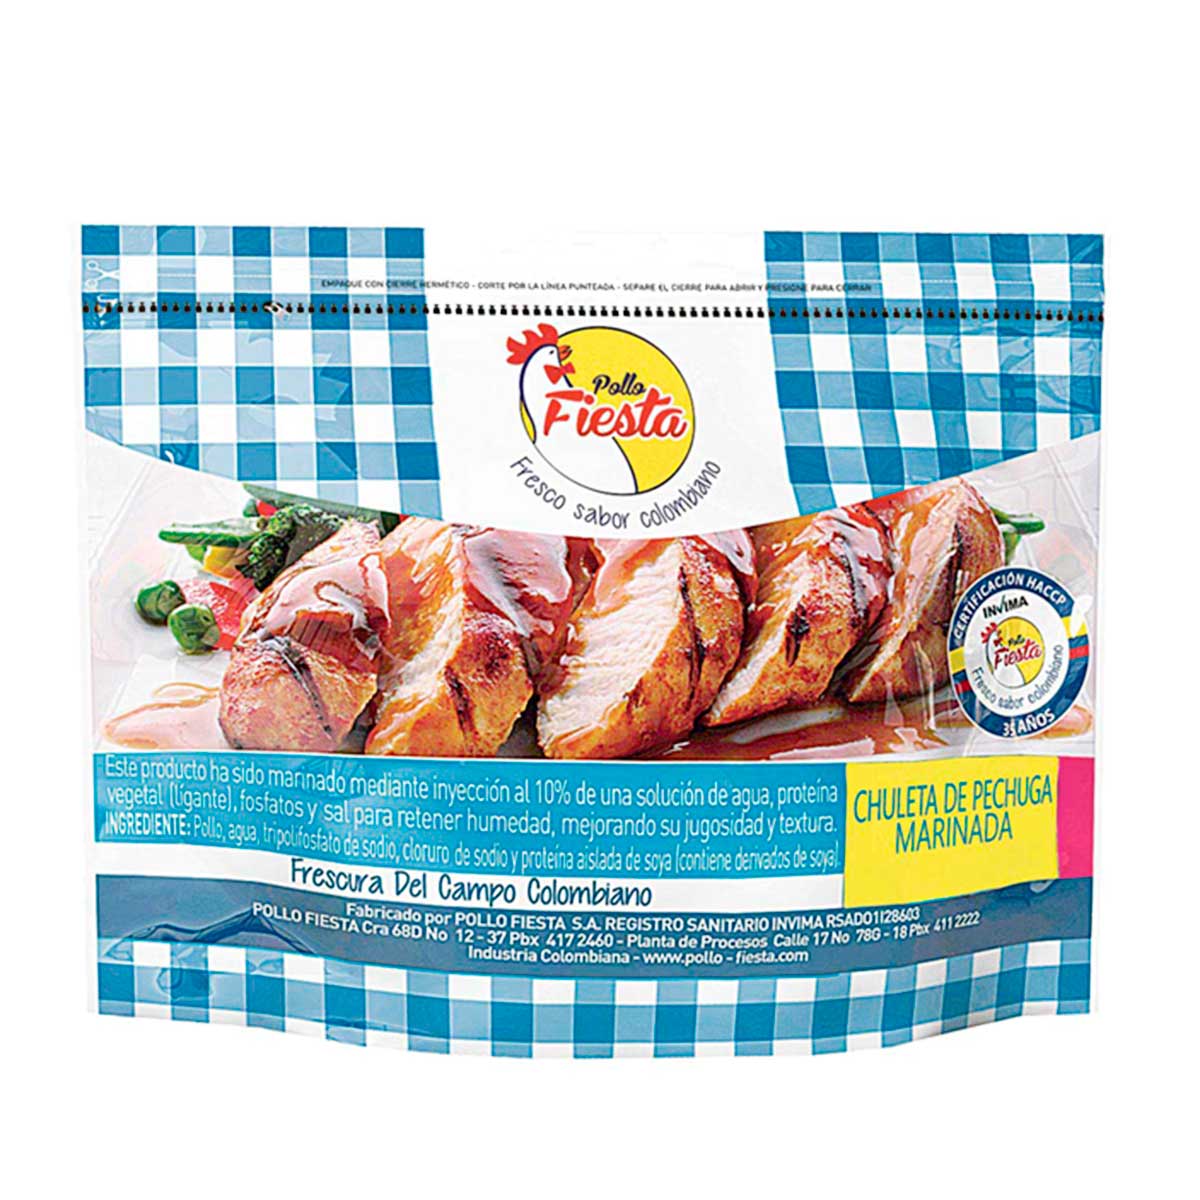 EMPAQUE CON CIERRE HERMÉTICO - CORTE POR LA LÍNEA PUNTEADA - SEPARE EL CIERRE PARA ABRIR Y PRESIONE PARA CERRAR
Pollo
Fiesta
Fresco sabor colombiano
CERTIFICACIÓN HACCP
INVIMA
Pollo
Fiesta
Fresco sabor colombiano
35 AÑOS
Este producto ha sido marinado mediante inyección al 10% de una solución de agua, proteína
vegetal (lígante), fosfatos y sal para retener humedad, mejorando su jugosidad y textura.
INGREDIENTE: Pollo, agua, tripolifosfato de sodio, cloruro de sodio y proteína aislada de soya (contiene derivados de soya).
CHULETA DE PECHUGA
MARINADA
Frescura Del Campo Colombiano
Fabricado por POLLO FIESTA S.A. REGISTRO SANITARIO INVIMA RSAD01I28603
POLLO FIESTA Cra 68D No 12 - 37 Pbx 417 2460 - Planta de Procesos Calle 17 No 78G - 18 Pbx 411 2222
Industria Colombiana - www.pollo - fiesta.com